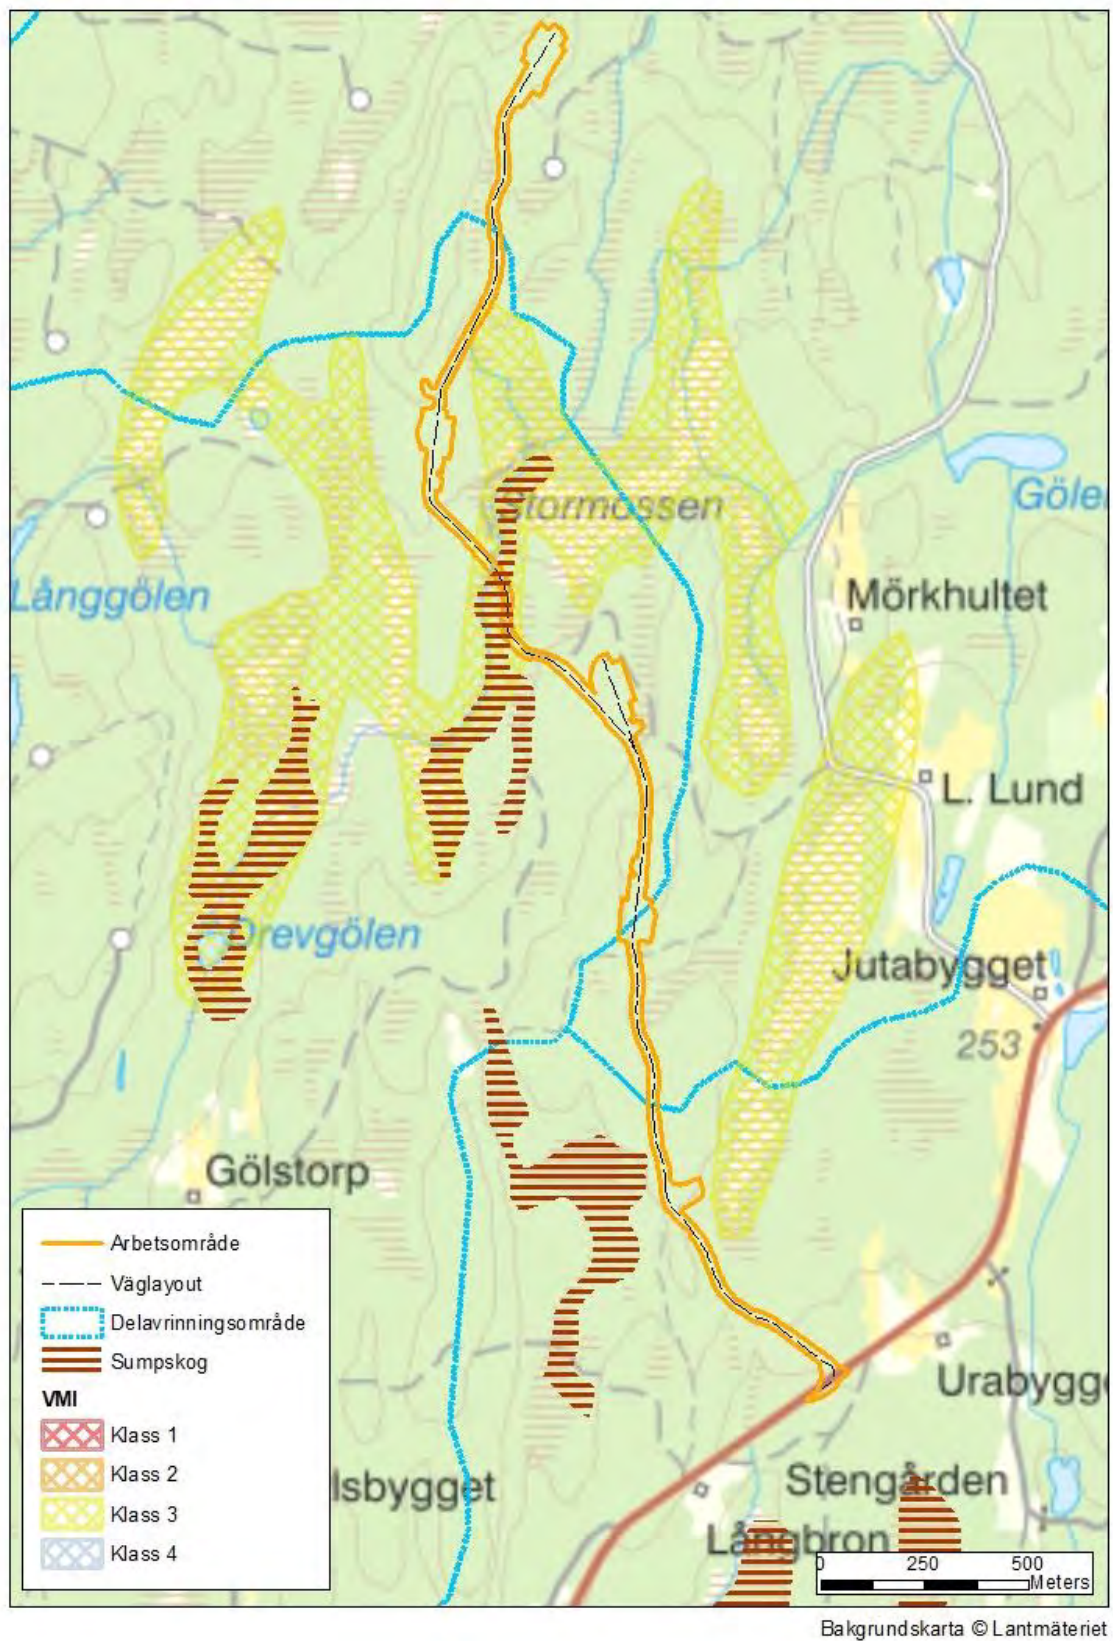 Stormossen
Göle
Långgölen
Mörkhultet
L. Lund
Drevgölen
Jutabygget
253
Gölstorp
Arbetsområde
Väglayout
Delavrinningsområde
Sumpskog
VMI
Klass 1
Klass 2
Klass 3
Klass 4
Urabygge
lsbygget
Stengården
Långbron
0 250 500
Meters
Bakgrundskarta © Lantmäteriet